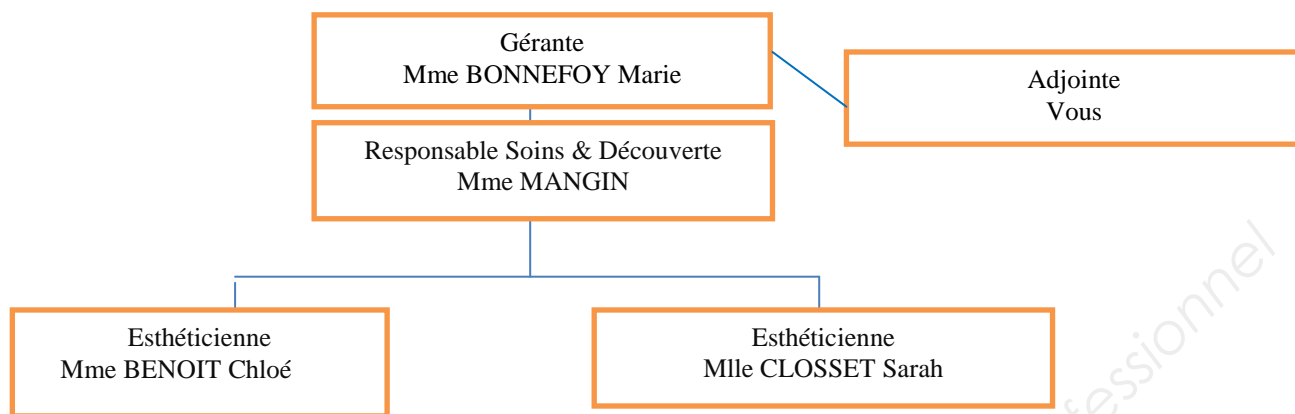 Gérante
Mme BONNEFOY Marie
Adjointe
Vous
Responsable Soins & Découverte
Mme MANGIN
Esthéticienne
Mme BENOIT Chloé
Esthéticienne
Mlle CLOSSET Sarah